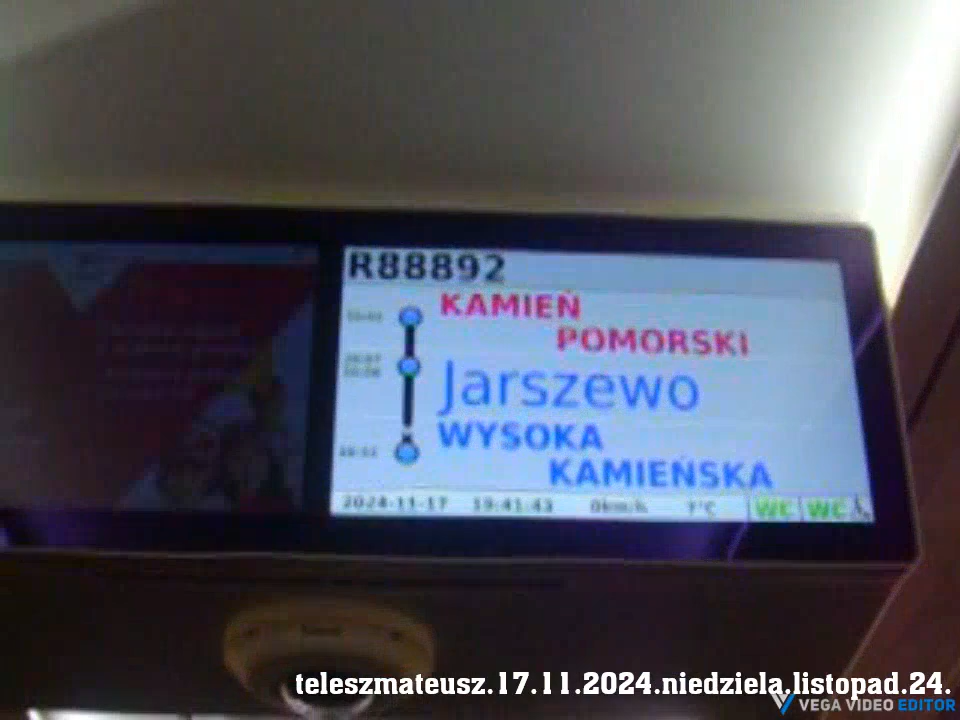 R88892
KAMIEŃ
POMORSKI
Jarszewo
WYSOKA
KAMIEŃSKA
2024-11-17 19:41:43 0km/h 7°C WC WC
teleszmateusz.17.11.2024.niedziela.listopad.24.
VEGA VIDEO EDITOR